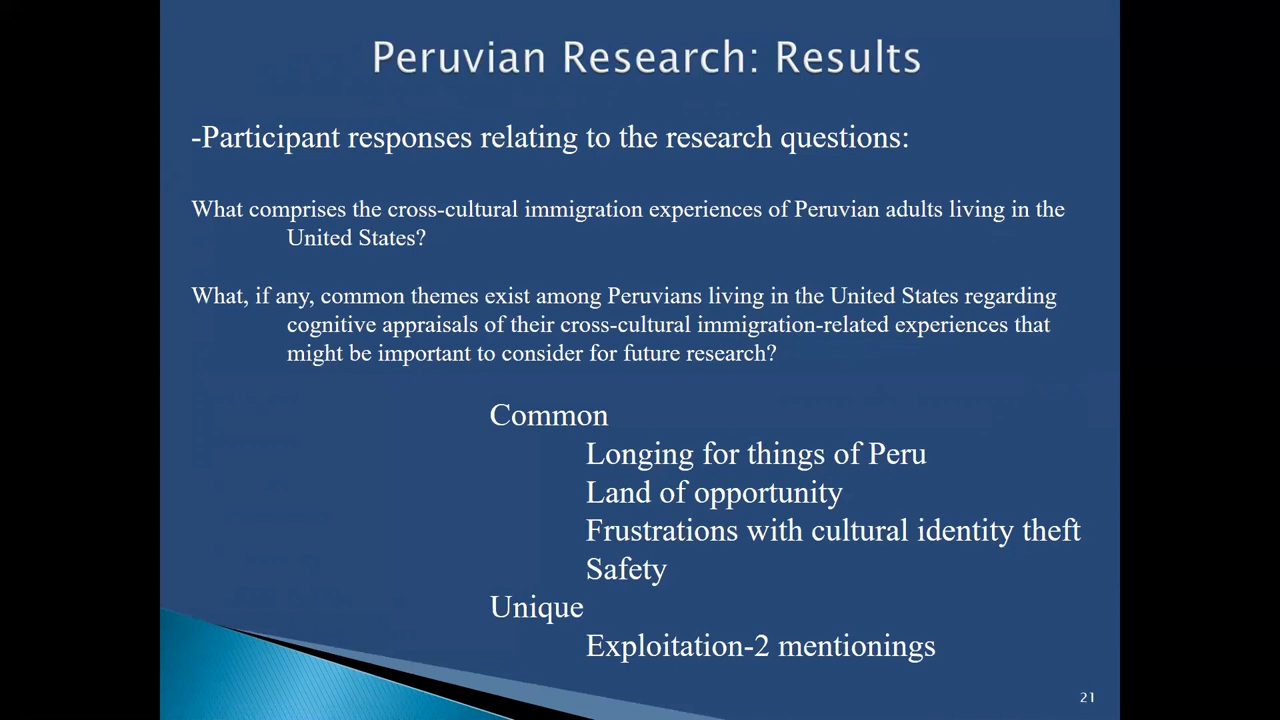 Peruvian Research: Results
-Participant responses relating to the research questions:
What comprises the cross-cultural immigration experiences of Peruvian adults living in the
United States?
What, if any, common themes exist among Peruvians living in the United States regarding
cognitive appraisals of their cross-cultural immigration-related experiences that
might be important to consider for future research?
Common
Longing for things of Peru
Land of opportunity
Frustrations with cultural identity theft
Safety
Unique
Exploitation-2 mentionings
21